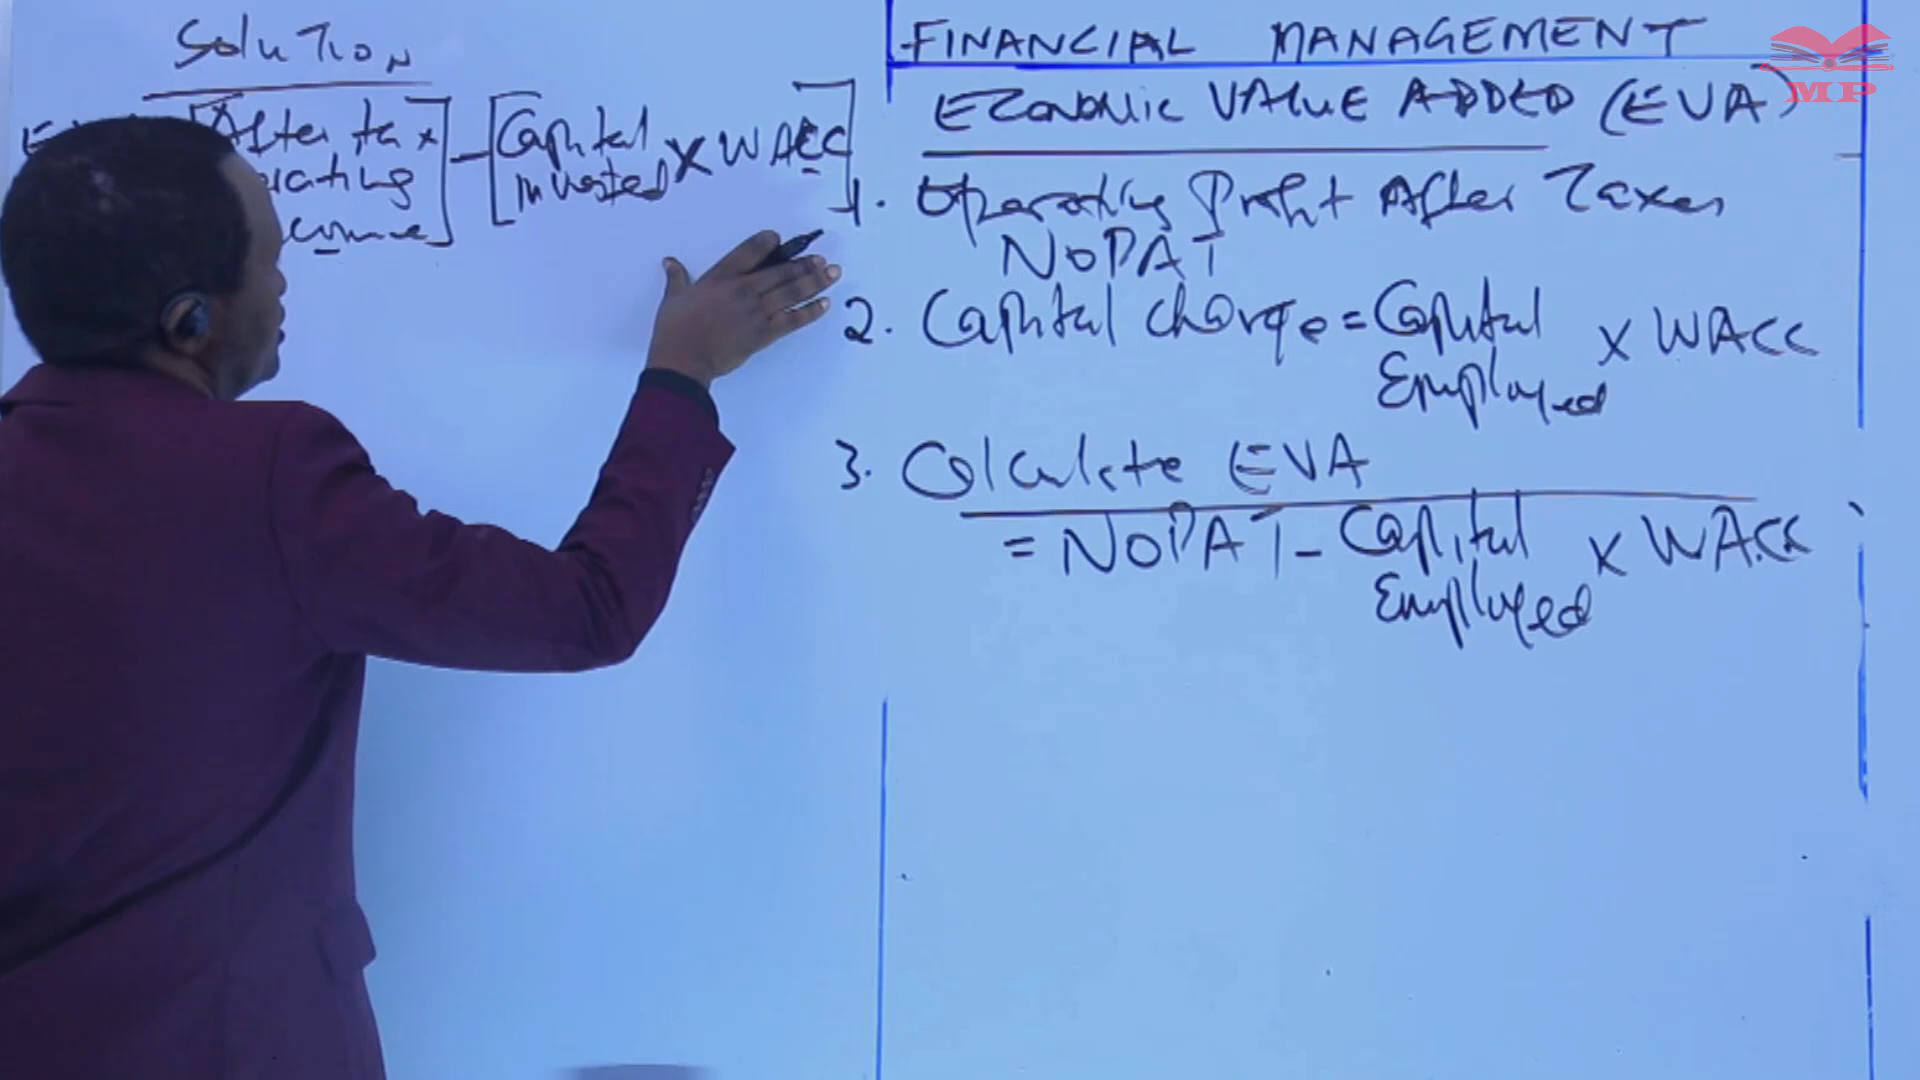 Solution
After tax
Capital
invested
X WACC
FINANCIAL MANAGEMENT
ECONOMIC VALUE ADDED (EVA)
1. Operating Profit After Taxes
NOPAT
2. Capital Charge = Capital Employed X WACC
3. Calculate EVA
= NOPAT - Capital Employed X WACC
MP